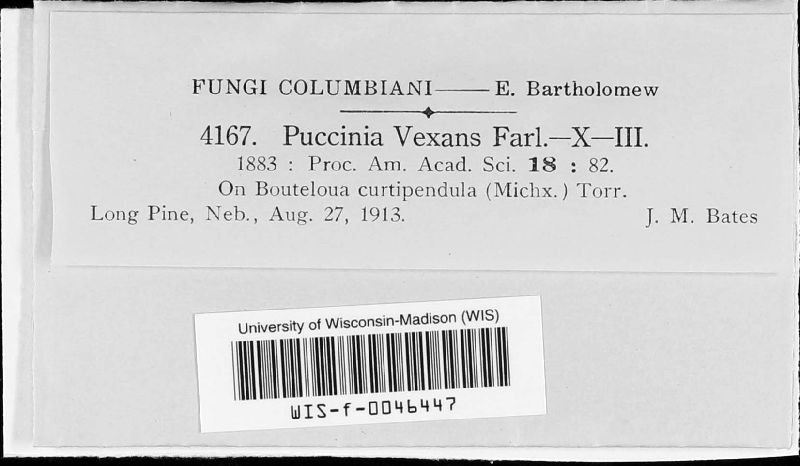 FUNGI COLUMBIANI——E. Bartholomew
4167. Puccinia Vexans Farl.—X—III.
1883 : Proc. Am. Acad. Sci. 18 : 82.
On Bouteloua curtipendula (Michx.) Torr.
Long Pine, Neb., Aug. 27, 1913. J. M. Bates
University of Wisconsin-Madison (WIS)
WIS-f-0046447